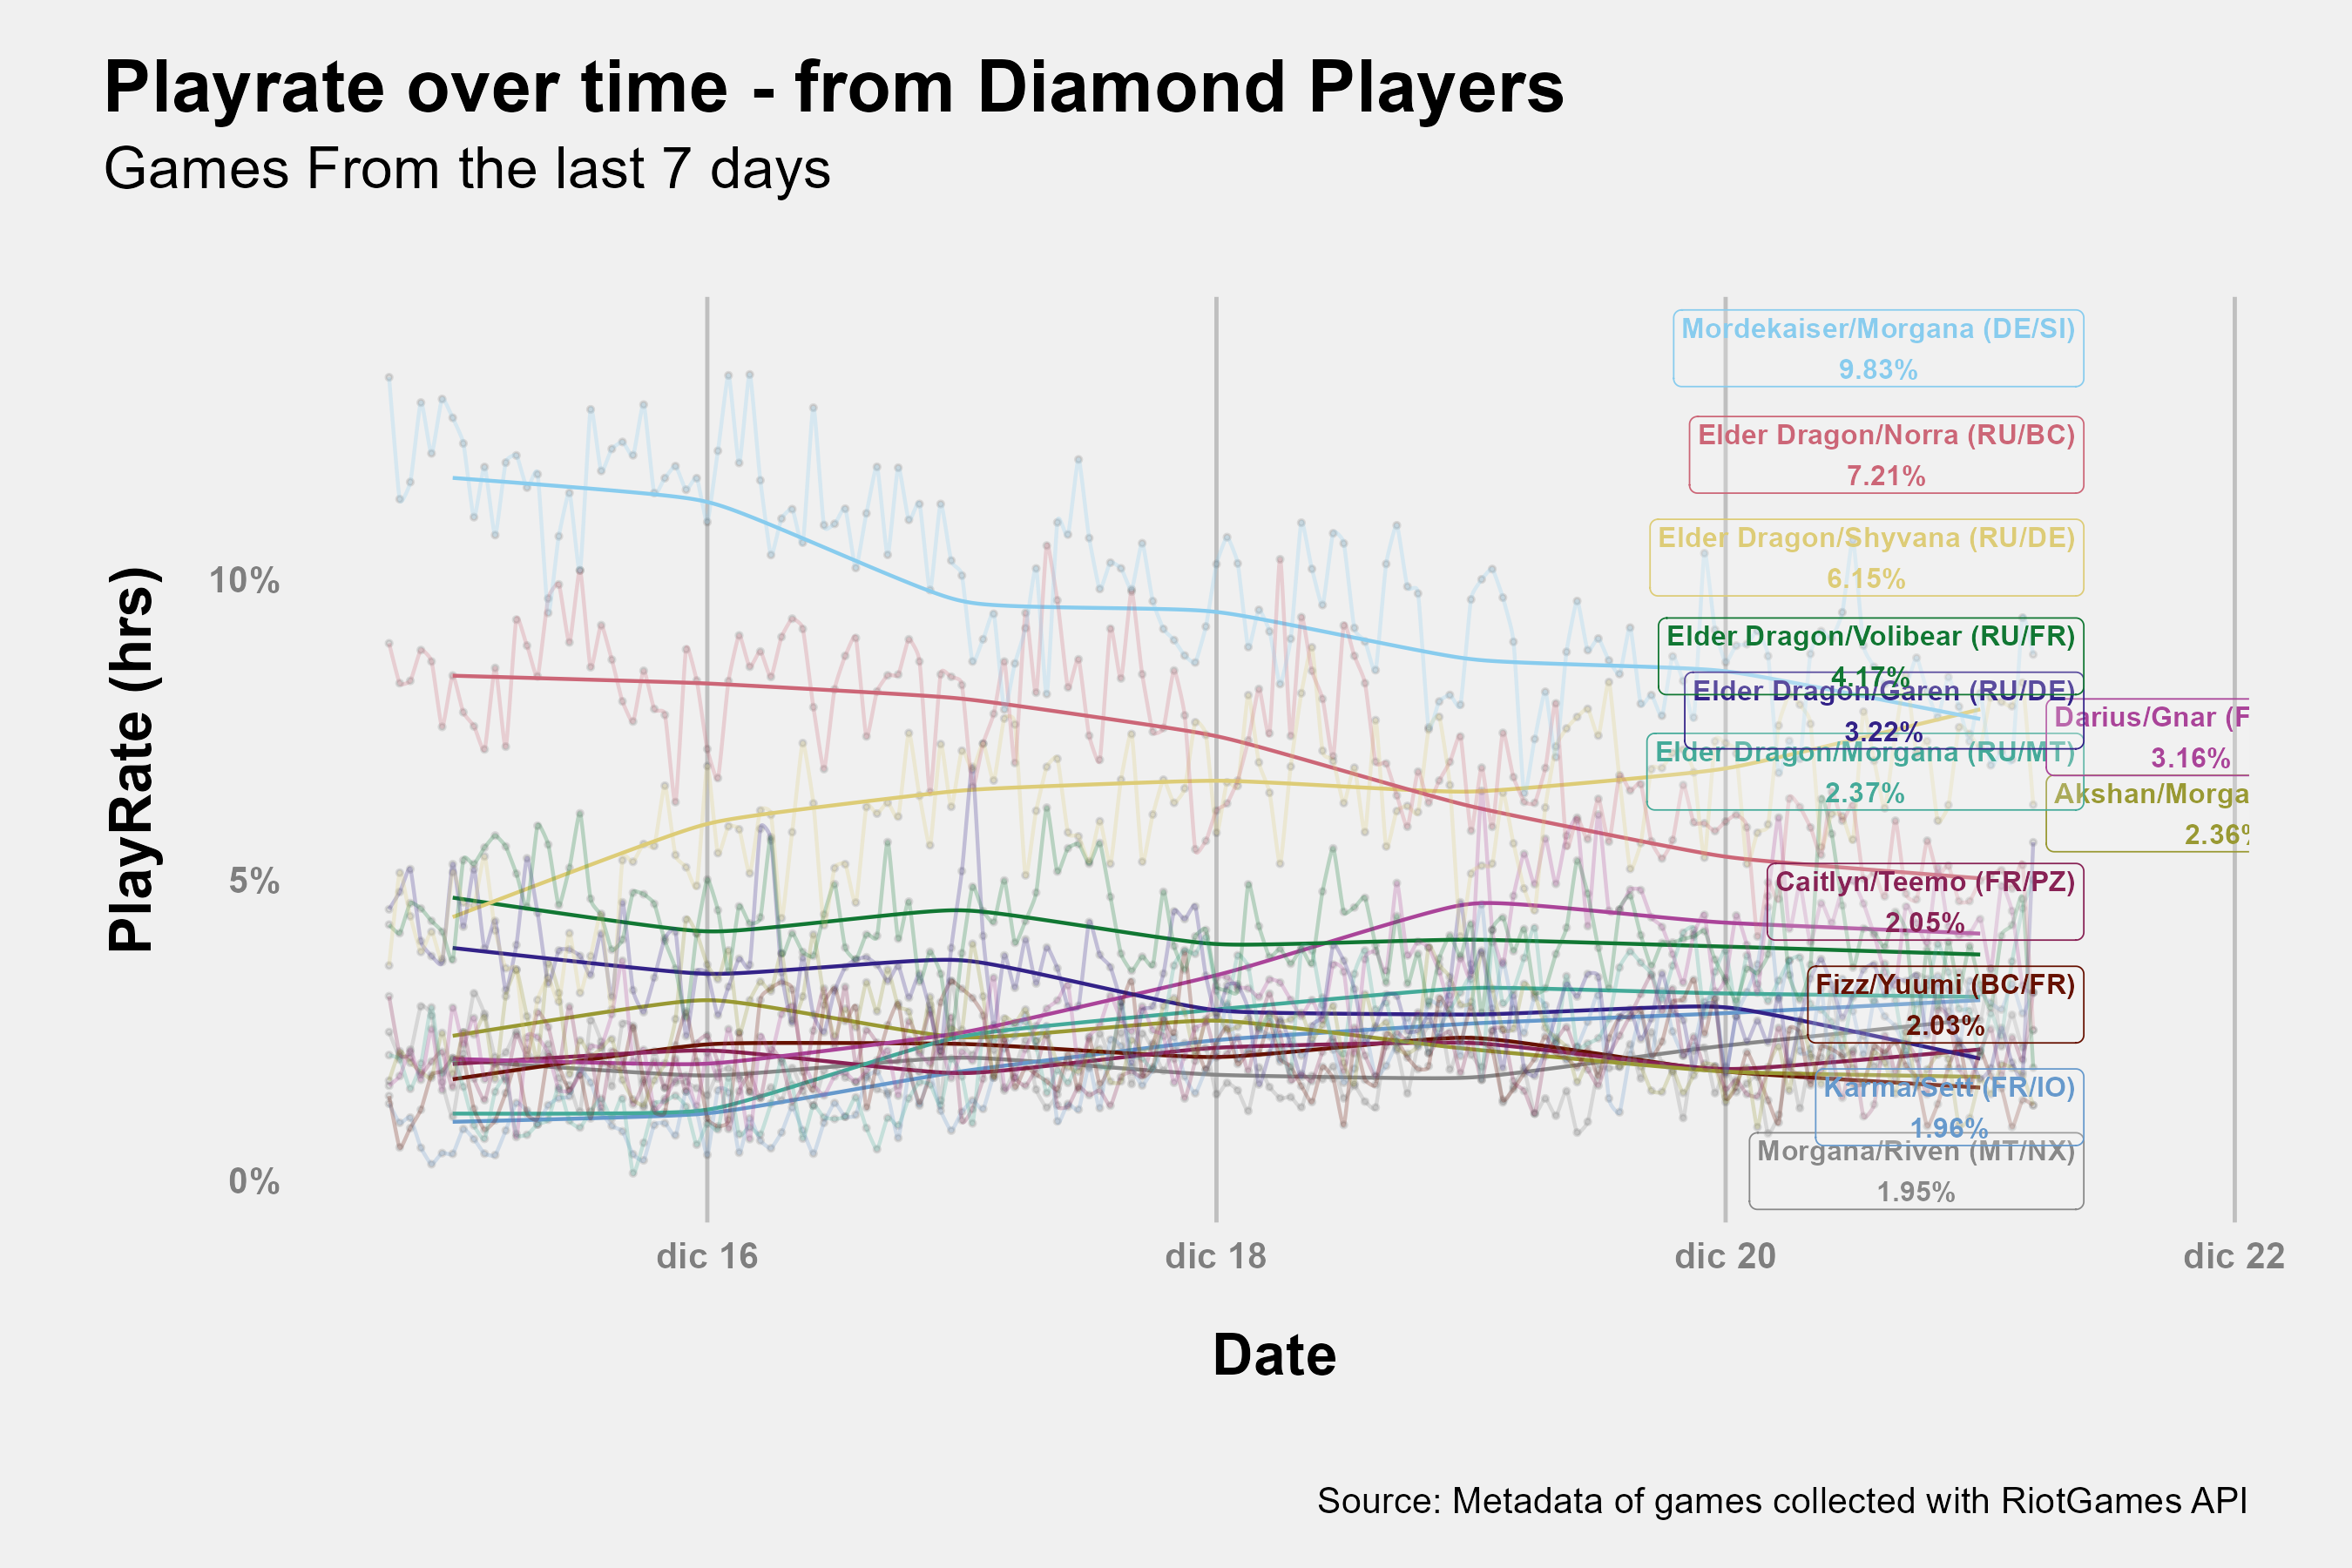 Playrate over time - from Diamond Players
Games From the last 7 days
PlayRate (hrs)
10%
5%
0%
Mordekaiser/Morgana (DE/SI)
9.83%
Elder Dragon/Norra (RU/BC)
7.21%
Elder Dragon/Shyvana (RU/DE)
6.15%
Elder Dragon/Volibear (RU/FR)
4.17%
Elder Dragon/Garen (RU/DE)
3.22%
Darius/Gnar (F
3.16%
Elder Dragon/Morgana (RU/MT)
2.37%
Akshan/Morga
2.36%
Caitlyn/Teemo (FR/PZ)
2.05%
Fizz/Yuumi (BC/FR)
2.03%
Karma/Sett (FR/IO)
1.96%
Morgana/Riven (MT/NX)
1.95%
dic 16
dic 18
dic 20
dic 22
Date
Source: Metadata of games collected with RiotGames API